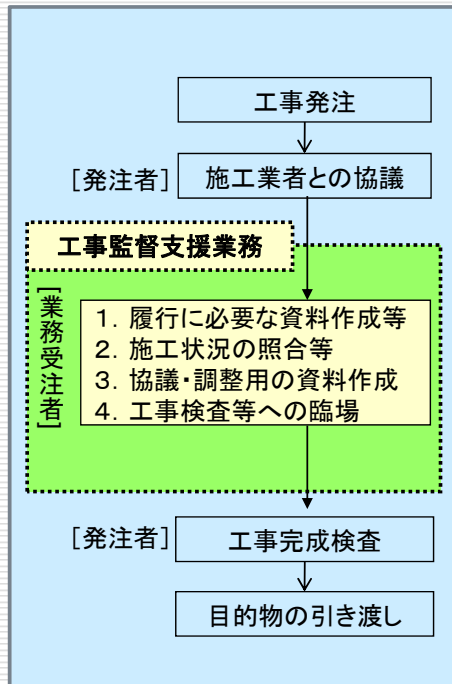 工事発注
[発注者]
施工業者との協議
工事監督支援業務
[業務受注者]
1. 履行に必要な資料作成等
2. 施工状況の照合等
3. 協議・調整用の資料作成
4. 工事検査等への臨場
[発注者]
工事完成検査
目的物の引き渡し